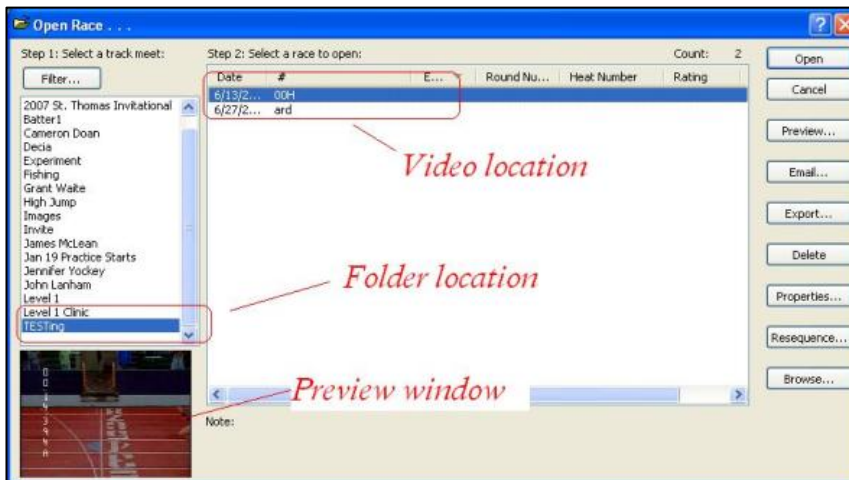 Open Race . . .
Step 1: Select a track meet:
Step 2: Select a race to open:
Count: 2
Filter...
Date # E... Round Nu... Heat Number Rating
6/13/2... 00H
6/27/2... ard
2007 St. Thomas Invitational
Batter1
Cameron Doan
Decia
Experiment
Fishing
Grant Waite
High Jump
Images
Invite
James McLean
Jan 19 Practice Starts
Jennifer Yockey
John Lanham
Level 1
Level 1 Clinic
TESTing
Video location
Folder location
Preview window
Note:
Open
Cancel
Preview...
Email...
Export...
Delete
Properties...
Resequence...
Browse...